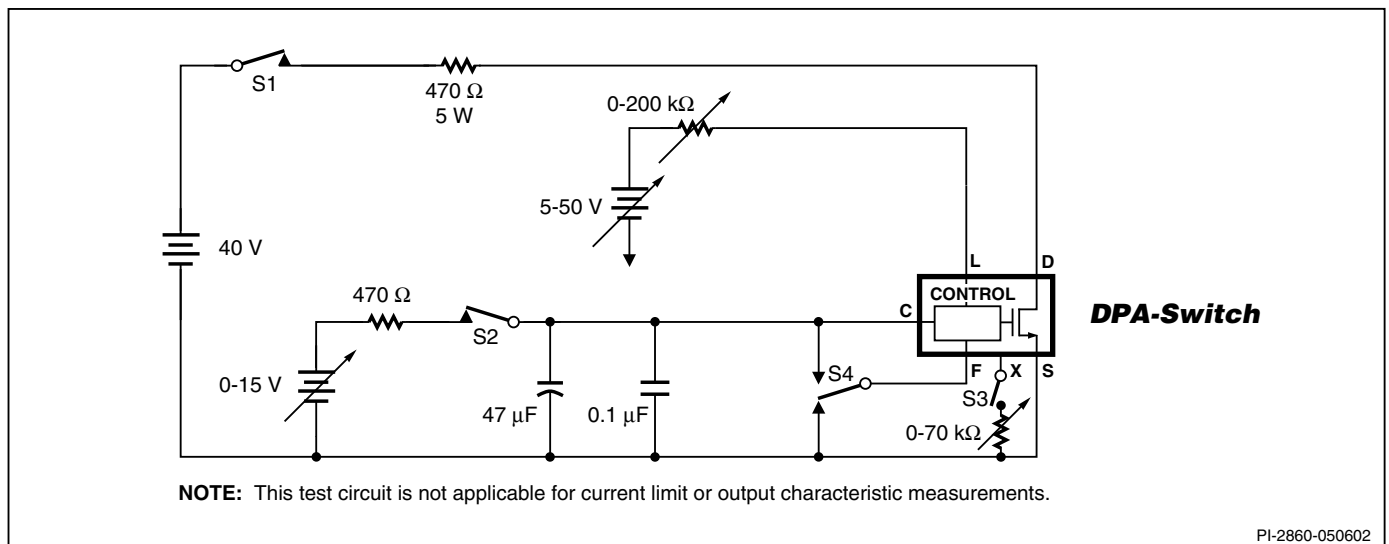 S1
470 Ω
5 W
0-200 kΩ
5-50 V
40 V
L
D
CONTROL
C
DPA-Switch
470 Ω
S2
0-15 V
47 μF
0.1 μF
S4
F
X
S
S3
0-70 kΩ
NOTE: This test circuit is not applicable for current limit or output characteristic measurements.
PI-2860-050602